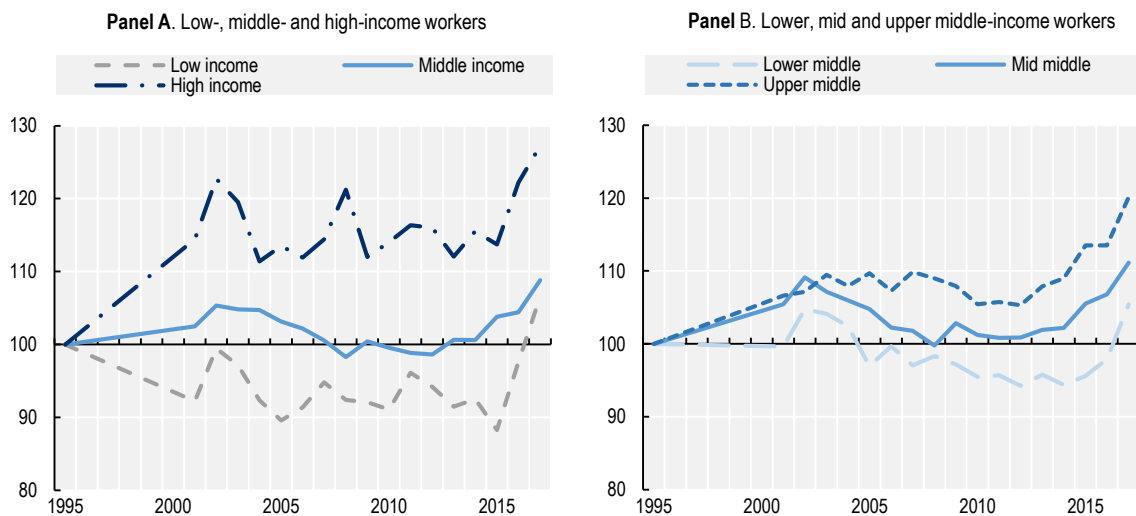 Panel A. Low-, middle- and high-income workers
Low income
Middle income
High income
130
120
110
100
90
80
1995
2000
2005
2010
2015
Panel B. Lower, mid and upper middle-income workers
Lower middle
Mid middle
Upper middle
130
120
110
100
90
80
1995
2000
2005
2010
2015